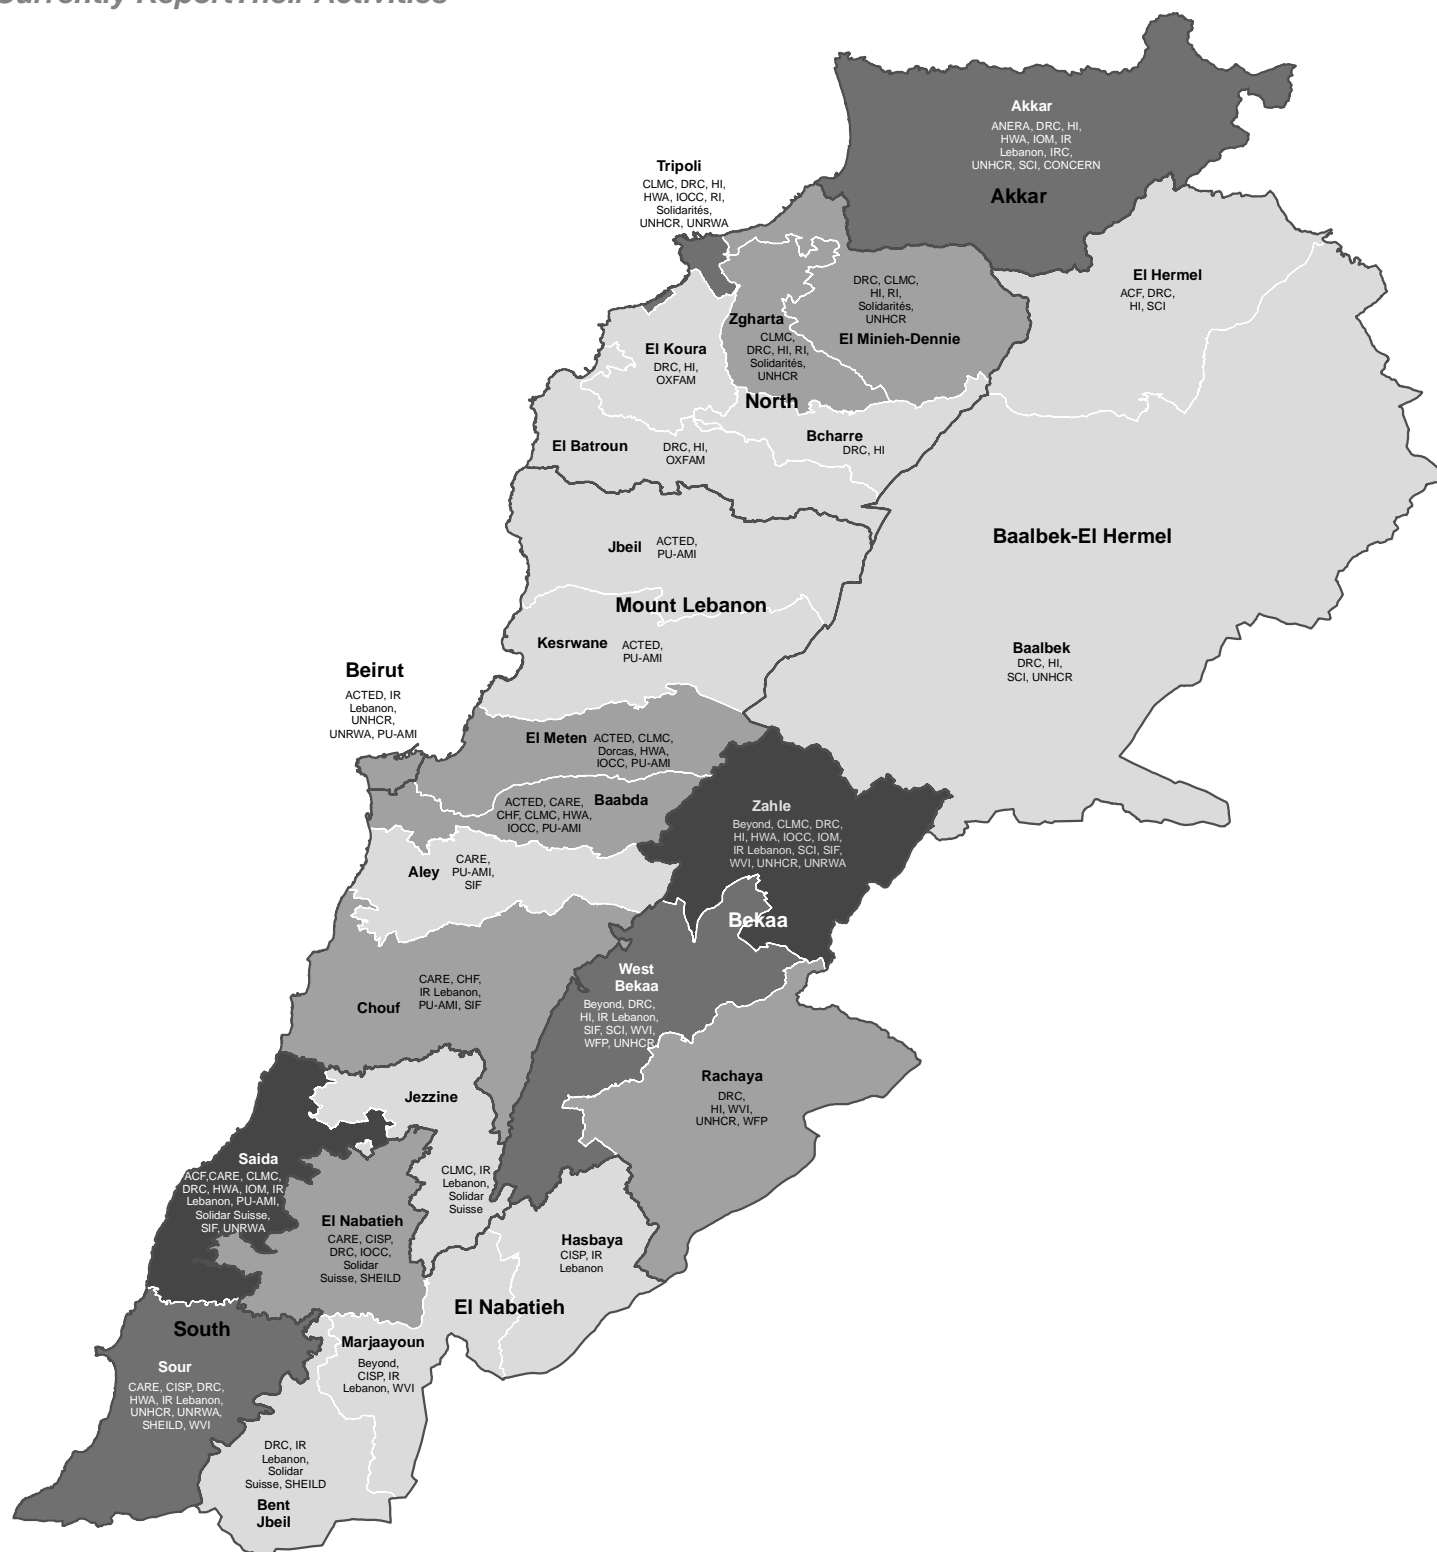 Currently ReportTheir Activities
Akkar
ANERA, DRC, HI,
HWA, IOM, IR
Lebanon, IRC,
UNHCR, SCI, CONCERN
Akkar
Tripoli
CLMC, DRC, HI,
HWA, IOCC, RI,
Solidarités,
UNHCR, UNRWA
El Hermel
ACF, DRC,
HI, SCI
DRC, CLMC,
HI, RI,
Solidarités,
UNHCR
El Minieh-Dennie
Zgharta
CLMC,
DRC, HI, RI,
Solidarités,
UNHCR
El Koura
DRC, HI,
OXFAM
North
Bcharre
DRC, HI
El Batroun
DRC, HI,
OXFAM
Baalbek-El Hermel
Jbeil
ACTED,
PU-AMI
Mount Lebanon
Kesrwane
ACTED,
PU-AMI
Baalbek
DRC, HI,
SCI, UNHCR
Beirut
ACTED, IR
Lebanon,
UNHCR,
UNRWA, PU-AMI
El Meten
ACTED, CLMC,
Dorcas, HWA,
IOCC, PU-AMI
ACTED, CARE,
CHF, CLMC, HWA,
IOCC, PU-AMI
Baabda
Zahle
Beyond, CLMC, DRC,
HI, HWA, IOCC, IOM,
IR Lebanon, SCI, SIF,
WVI, UNHCR, UNRWA
Aley
CARE,
PU-AMI,
SIF
Bekaa
West
Bekaa
Beyond, DRC,
HI, IR Lebanon,
SIF, SCI, WVI,
WFP, UNHCR
Chouf
CARE, CHF,
IR Lebanon,
PU-AMI, SIF
Rachaya
DRC,
HI, WVI,
UNHCR, WFP
Jezzine
CLMC, IR
Lebanon,
Solidar
Suisse
Saida
ACF,CARE, CLMC,
DRC, HWA, IOM, IR
Lebanon, PU-AMI,
Solidar Suisse,
SIF, UNRWA
El Nabatieh
CARE, CISP,
DRC, IOCC,
Solidar
Suisse, SHEILD
Hasbaya
CISP, IR
Lebanon
El Nabatieh
South
Marjaayoun
Beyond,
CISP, IR
Lebanon, WVI
Sour
CARE, CISP, DRC,
HWA, IR Lebanon,
UNHCR, UNRWA,
SHEILD, WVI
DRC, IR
Lebanon,
Solidar
Suisse, SHEILD
Bent
Jbeil